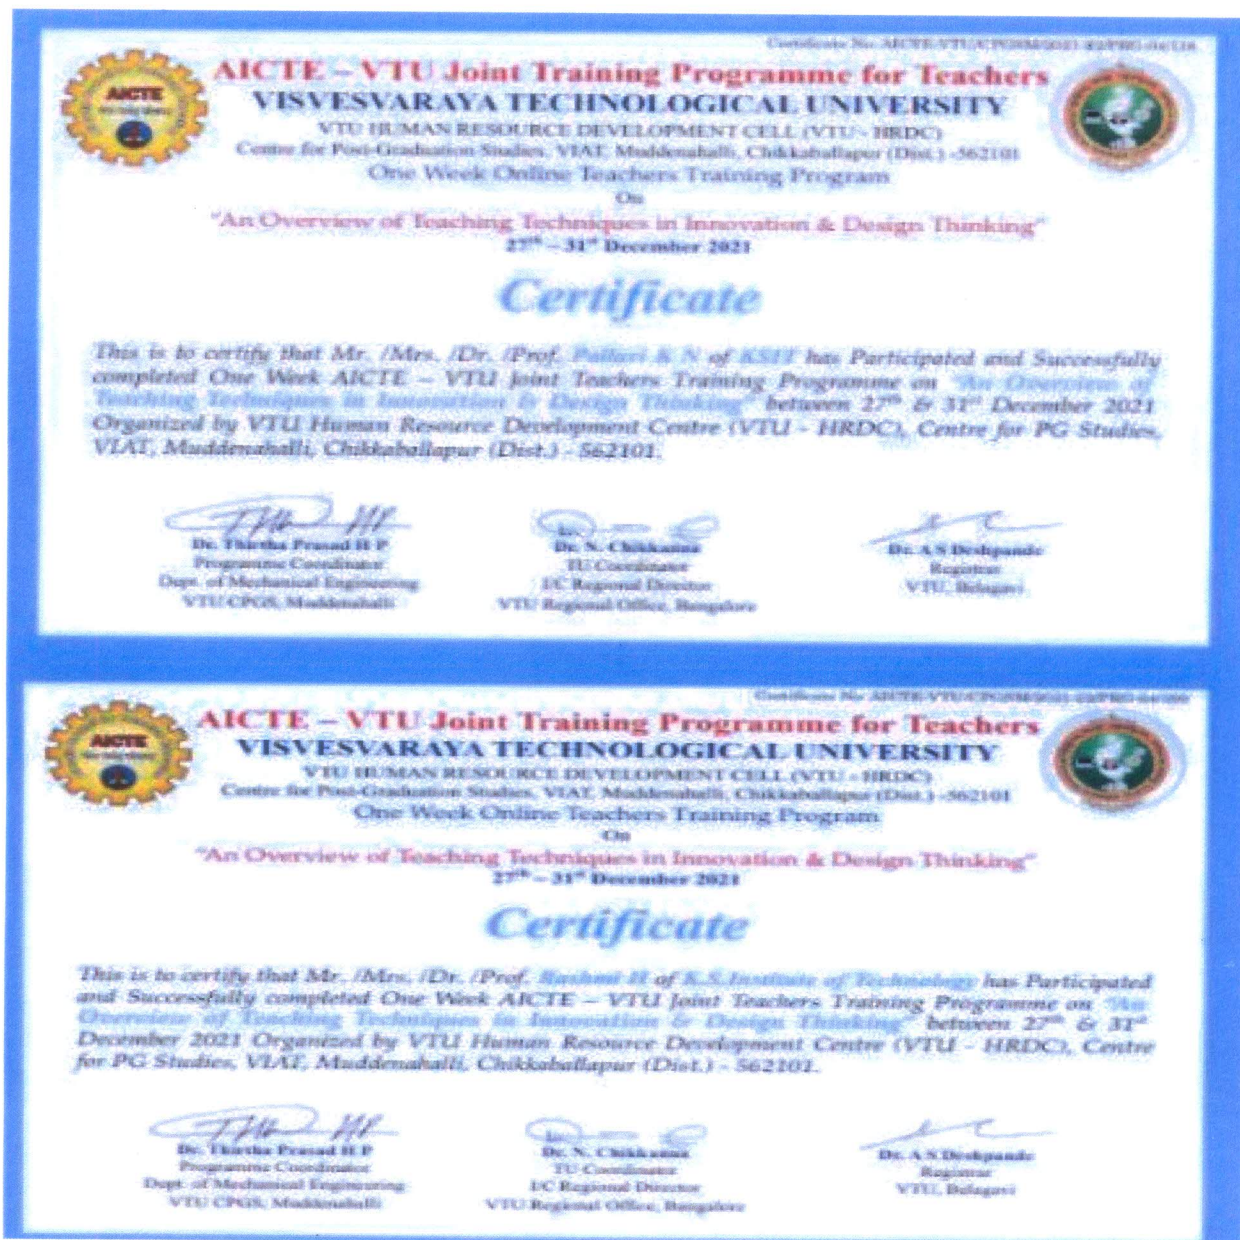 AICTE
AICTE – VTU Joint Training Programme for Teachers
VISVESVARAYA TECHNOLOGICAL UNIVERSITY
VTU HUMAN RESOURCE DEVELOPMENT CELL (VTU - HRDC)
Centre for Post-Graduation Studies, VIAT, Muddenahalli, Chikkaballapur (Dist.) -562101
One Week Online Teachers Training Program
On
"An Overview of Teaching Techniques in Innovation & Design Thinking"
27th – 31st December 2021
Certificate
This is to certify that Mr. /Mrs. /Dr. /Prof. Pallavi K N of KSIT has Participated and Successfully
completed One Week AICTE – VTU Joint Teachers Training Programme on "An Overview of
Teaching Techniques in Innovation & Design Thinking" between 27th & 31st December 2021
Organized by VTU Human Resource Development Centre (VTU - HRDC), Centre for PG Studies,
VIAT, Muddenahalli, Chikkaballapur (Dist.) - 562101.
Dr. Thirtha Prasad H P
Programme Coordinator
Dept. of Mechanical Engineering
VTU CPGS, Muddenahalli
Dr. N. Chikkanna
TU Coordinator
I/C Regional Director
VTU Regional Office, Bangalore
Dr. A S Deshpande
Registrar
VTU, Belagavi
AICTE
AICTE – VTU Joint Training Programme for Teachers
VISVESVARAYA TECHNOLOGICAL UNIVERSITY
VTU HUMAN RESOURCE DEVELOPMENT CELL (VTU - HRDC)
Centre for Post-Graduation Studies, VIAT, Muddenahalli, Chikkaballapur (Dist.) -562101
One Week Online Teachers Training Program
On
"An Overview of Teaching Techniques in Innovation & Design Thinking"
27th – 31st December 2021
Certificate
This is to certify that Mr. /Mrs. /Dr. /Prof. Rashmi H of K.S.Institute of Technology has Participated
and Successfully completed One Week AICTE – VTU Joint Teachers Training Programme on "An
Overview of Teaching Techniques in Innovation & Design Thinking" between 27th & 31st
December 2021 Organized by VTU Human Resource Development Centre (VTU - HRDC), Centre
for PG Studies, VIAT, Muddenahalli, Chikkaballapur (Dist.) - 562101.
Dr. Thirtha Prasad H P
Programme Coordinator
Dept. of Mechanical Engineering
VTU CPGS, Muddenahalli
Dr. N. Chikkanna
TU Coordinator
I/C Regional Director
VTU Regional Office, Bangalore
Dr. A S Deshpande
Registrar
VTU, Belagavi